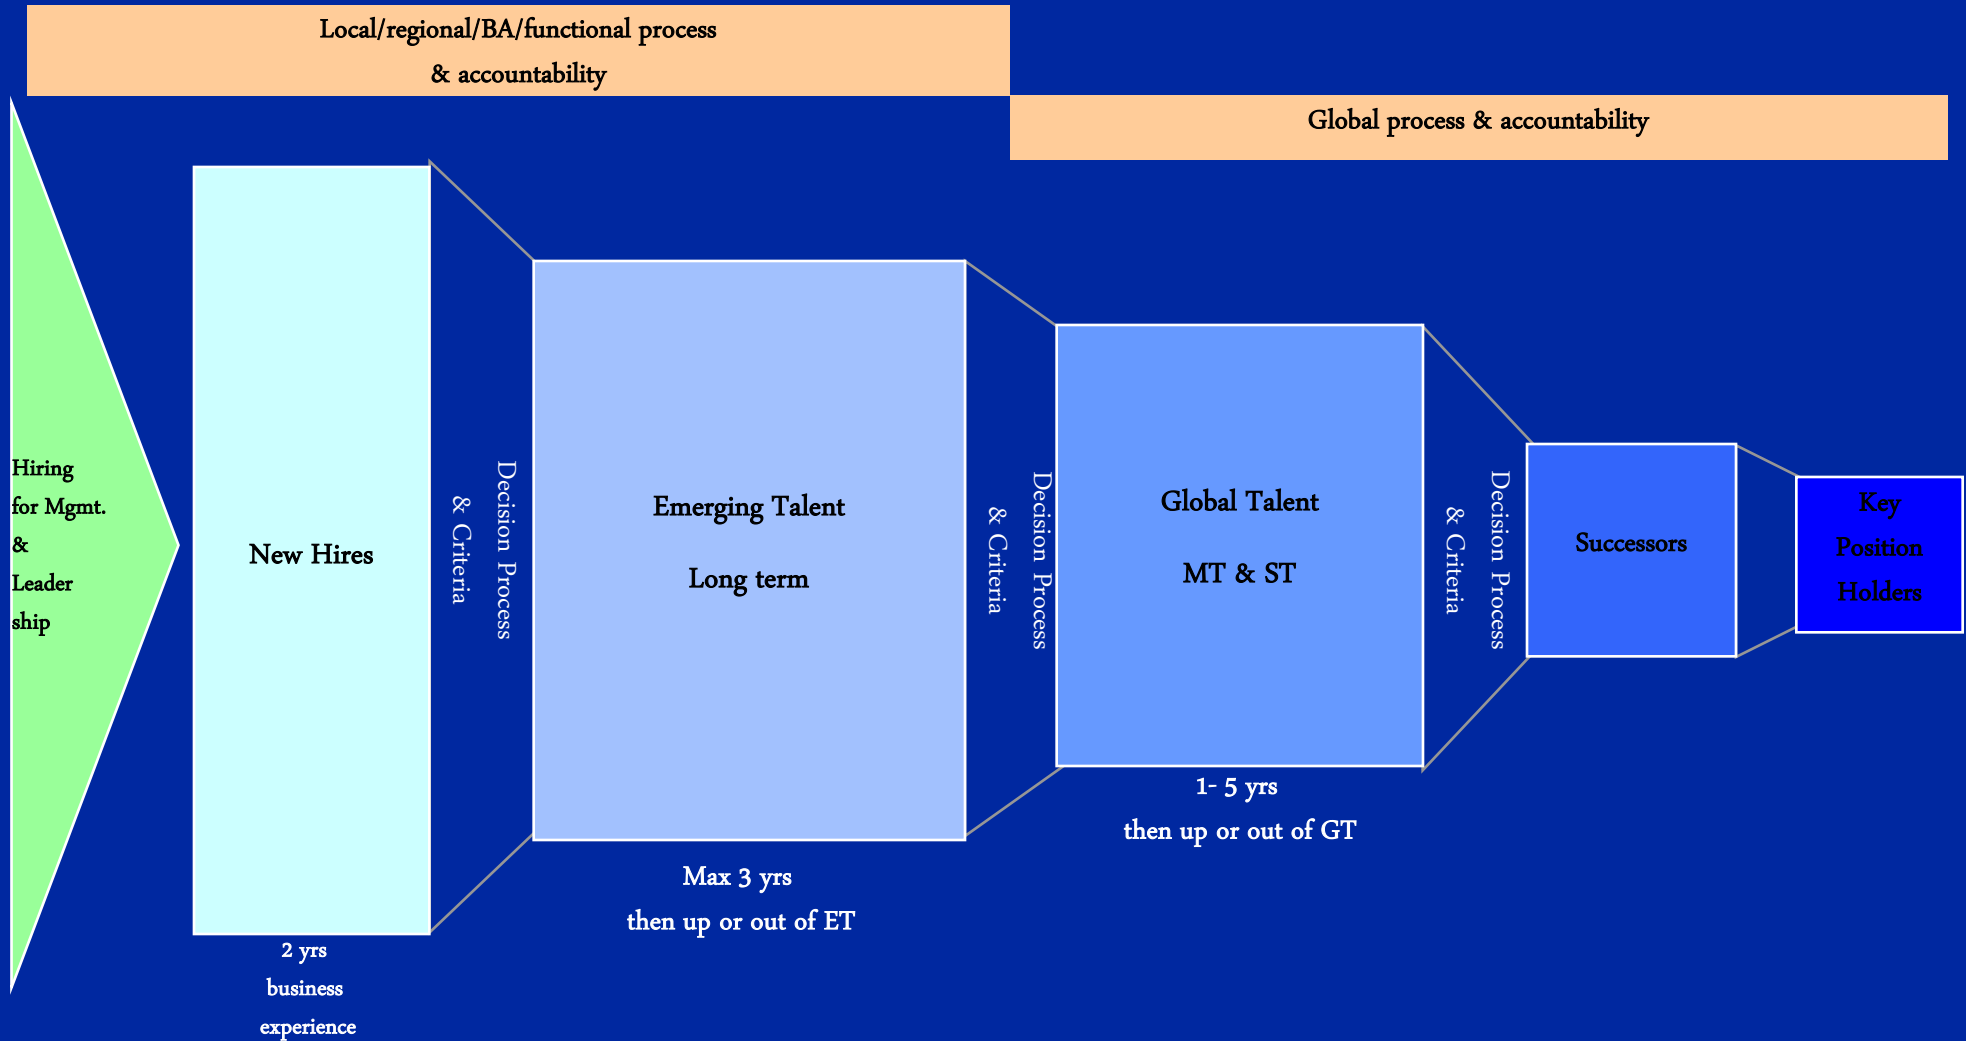 Local/regional/BA/functional process
& accountability
Global process & accountability
Hiring
for Mgmt.
&
Leader
ship
New Hires
2 yrs
business
experience
Decision Process
& Criteria
Emerging Talent
Long term
Max 3 yrs
then up or out of ET
Decision Process
& Criteria
Global Talent
MT & ST
1- 5 yrs
then up or out of GT
Decision Process
& Criteria
Successors
Key
Position
Holders